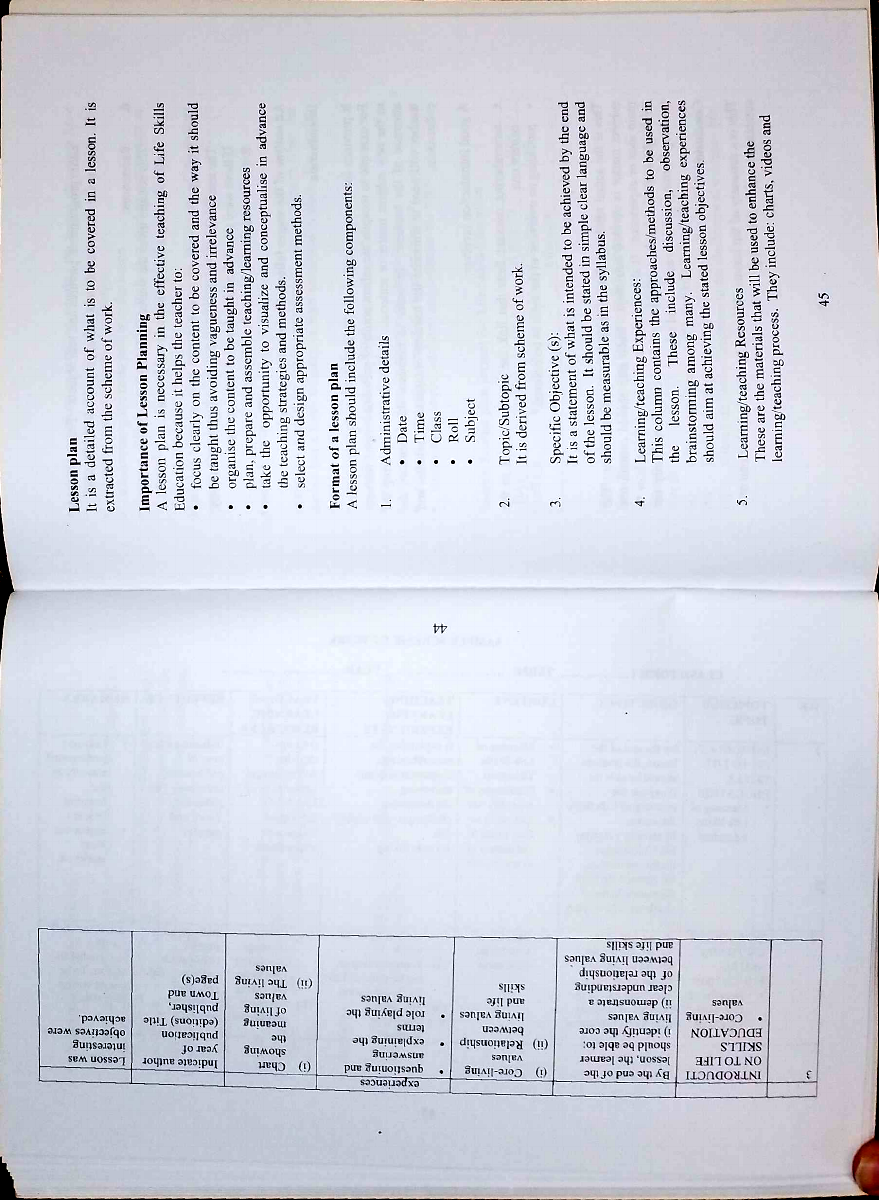 experiences
3
INTRODUCTI
ON TO LIFE
SKILLS
EDUCATION
• Core-living
values
By the end of the
lesson, the learner
should be able to:
i) identify the core
living values
ii) demonstrate a
clear understanding
of the relationship
between living values
and life skills
(i) Core-living
values
(ii) Relationship
between
living values
and life
skills
• questioning and
answering
• explaining the
terms
• role playing the
living values
(i) Chart
showing
the
meaning
of living
values
(ii) The living
values
Indicate author
year of
publication
(editions) Title
publisher,
Town and
page(s)
Lesson was
interesting
objectives were
achieved.
44
Lesson plan
It is a detailed account of what is to be covered in a lesson. It is
extracted from the scheme of work.
Importance of Lesson Planning
A lesson plan is necessary in the effective teaching of Life Skills
Education because it helps the teacher to:
• focus clearly on the content to be covered and the way it should
be taught thus avoiding vagueness and irrelevance
• organise the content to be taught in advance
• plan, prepare and assemble teaching/learning resources
• take the opportunity to visualize and conceptualise in advance
the teaching strategies and methods.
• select and design appropriate assessment methods.
Format of a lesson plan
A lesson plan should include the following components:
1. Administrative details
• Date
• Time
• Class
• Roll
• Subject
2. Topic/Subtopic
It is derived from scheme of work.
3. Specific Objective (s):
It is a statement of what is intended to be achieved by the end
of the lesson. It should be stated in simple clear language and
should be measurable as in the syllabus.
4. Learning/teaching Experiences:
This column contains the approaches/methods to be used in
the lesson. These include discussion, observation,
brainstorming among many. Learning/teaching experiences
should aim at achieving the stated lesson objectives.
5. Learning/teaching Resources
These are the materials that will be used to enhance the
learning/teaching process. They include: charts, videos and
45